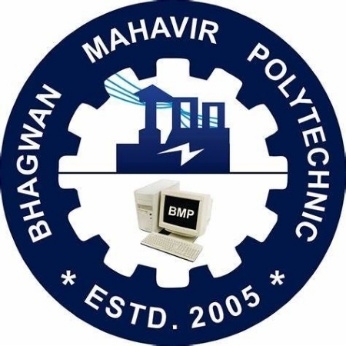 BHAGWAN MAHAVIR POLYTECHNIC
BMP
* ESTD. 2005 *